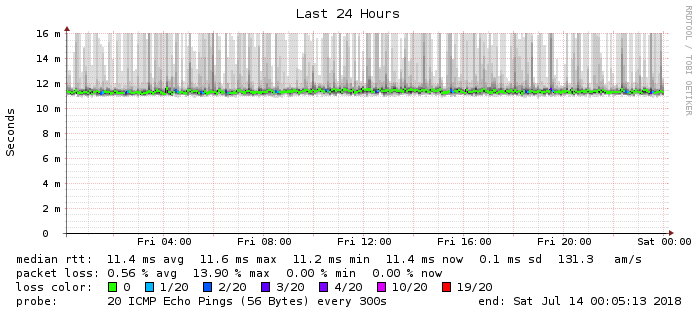 Last 24 Hours
RRDTOOL / TOBI OETIKER
Seconds
16 m
14 m
12 m
10 m
8 m
6 m
4 m
2 m
0
Fri 04:00 Fri 08:00 Fri 12:00 Fri 16:00 Fri 20:00 Sat 00:00
median rtt: 11.4 ms avg 11.6 ms max 11.2 ms min 11.4 ms now 0.1 ms sd 131.3 am/s
packet loss: 0.56 % avg 13.90 % max 0.00 % min 0.00 % now
loss color: 0 1/20 2/20 3/20 4/20 10/20 19/20
probe: 20 ICMP Echo Pings (56 Bytes) every 300s end: Sat Jul 14 00:05:13 2018